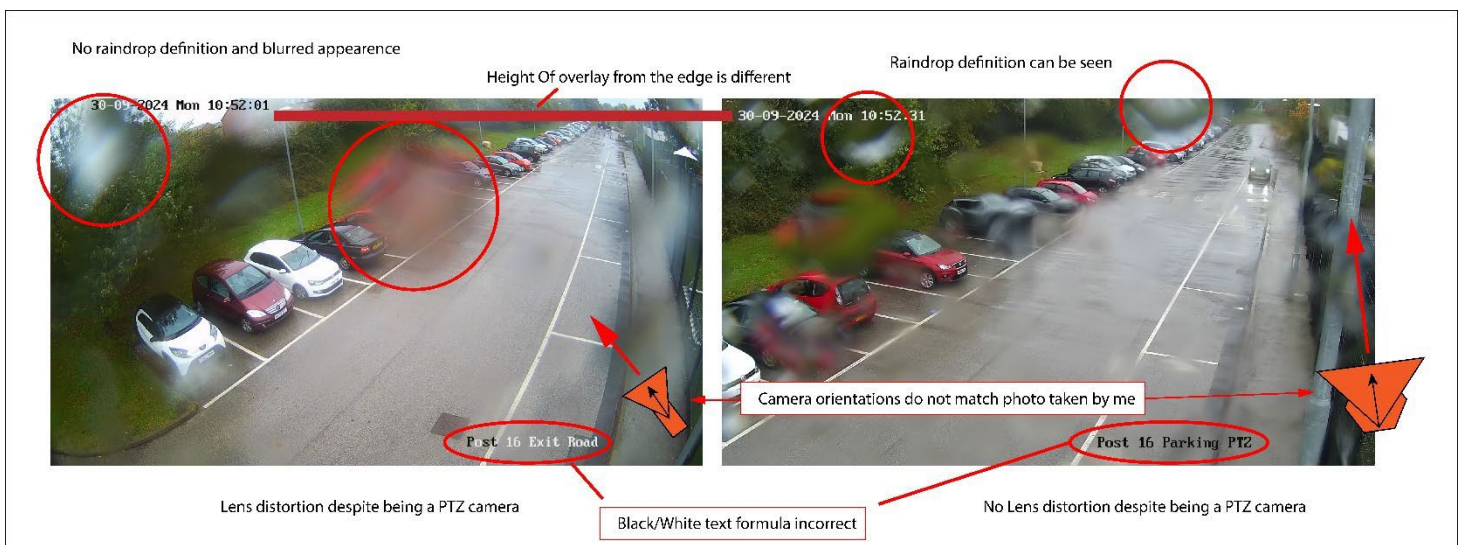 No raindrop definition and blurred appearence
Height Of overlay from the edge is different
Raindrop definition can be seen
30-09-2024 Mon 10:52:01
30-09-2024 Mon 10:52:31
Camera orientations do not match photo taken by me
Post 16 Exit Road
Post 16 Parking PTZ
Lens distortion despite being a PTZ camera
Black/White text formula incorrect
No Lens distortion despite being a PTZ camera